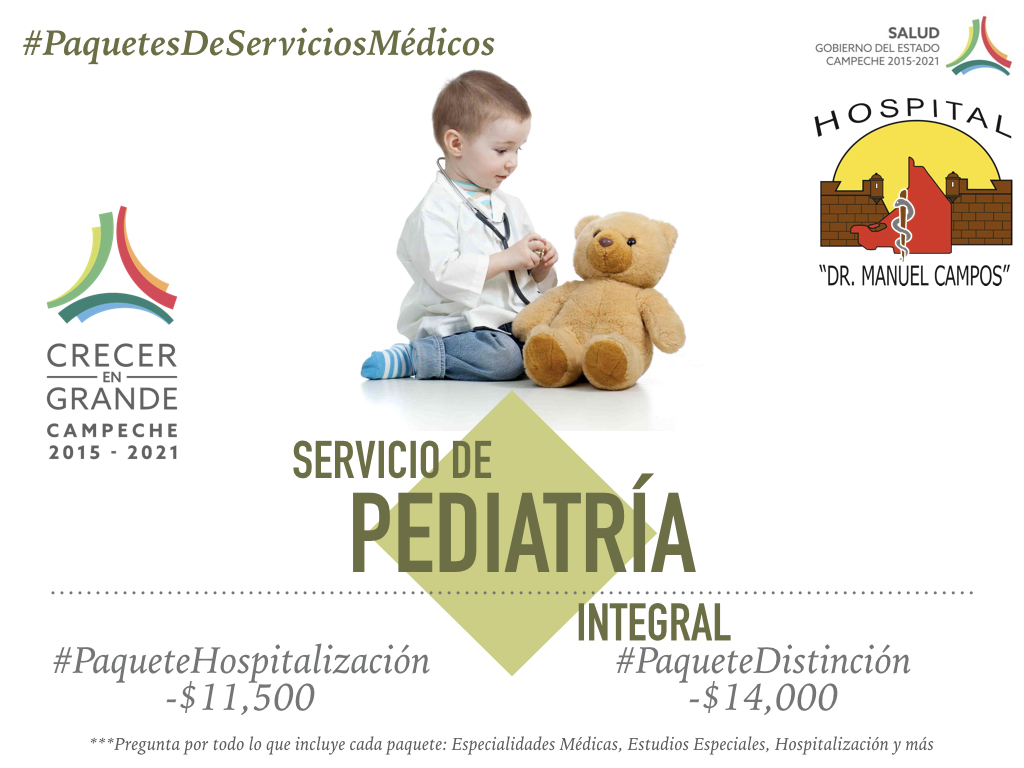 #PaquetesDeServiciosMédicos
SALUD
GOBIERNO DEL ESTADO
CAMPECHE 2015-2021
HOSPITAL
"DR. MANUEL CAMPOS"
CRECER
EN
GRANDE
CAMPECHE
2015 - 2021
SERVICIO DE
PEDIATRÍA
INTEGRAL
#PaqueteHospitalización
-$11,500
#PaqueteDistinción
-$14,000
***Pregunta por todo lo que incluye cada paquete: Especialidades Médicas, Estudios Especiales, Hospitalización y más